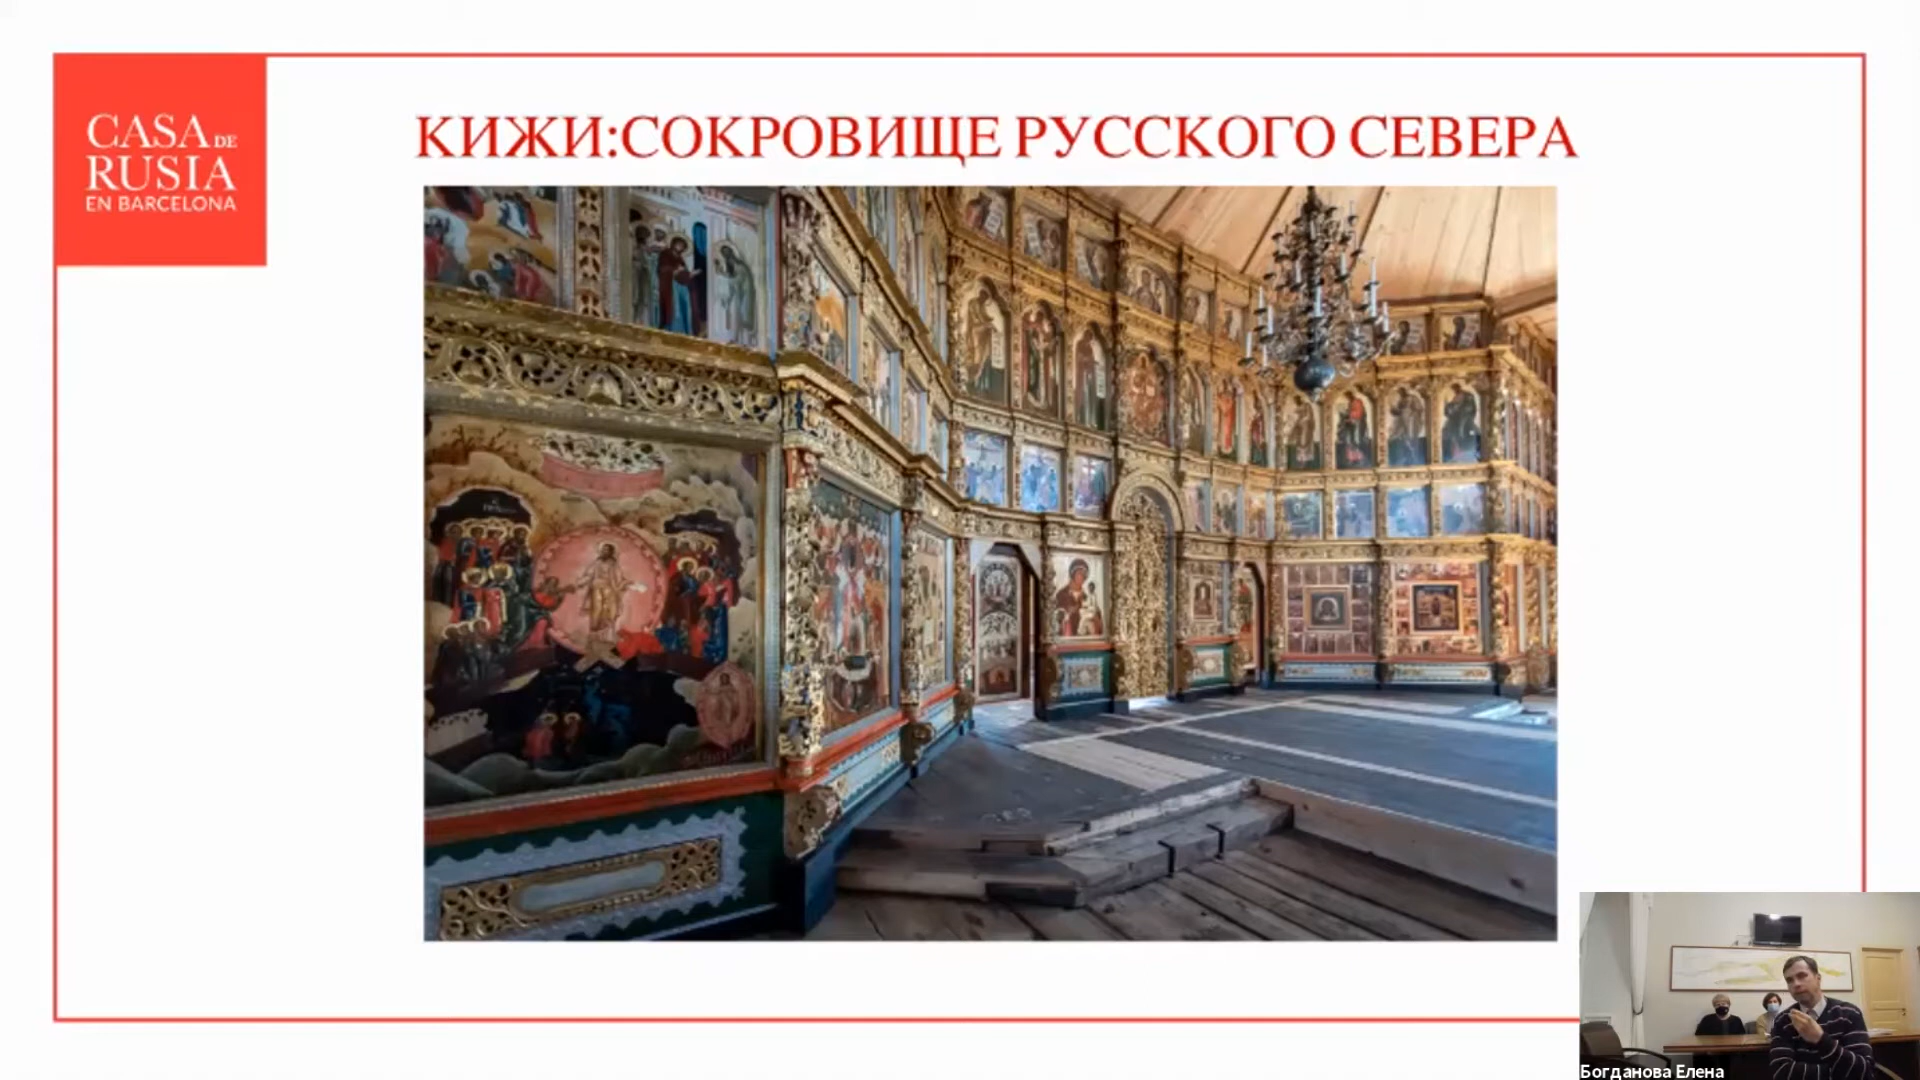 CASA DE
RUSIA
EN BARCELONA
КИЖИ:СОКРОВИЩЕ РУССКОГО СЕВЕРА
Богданова Елена